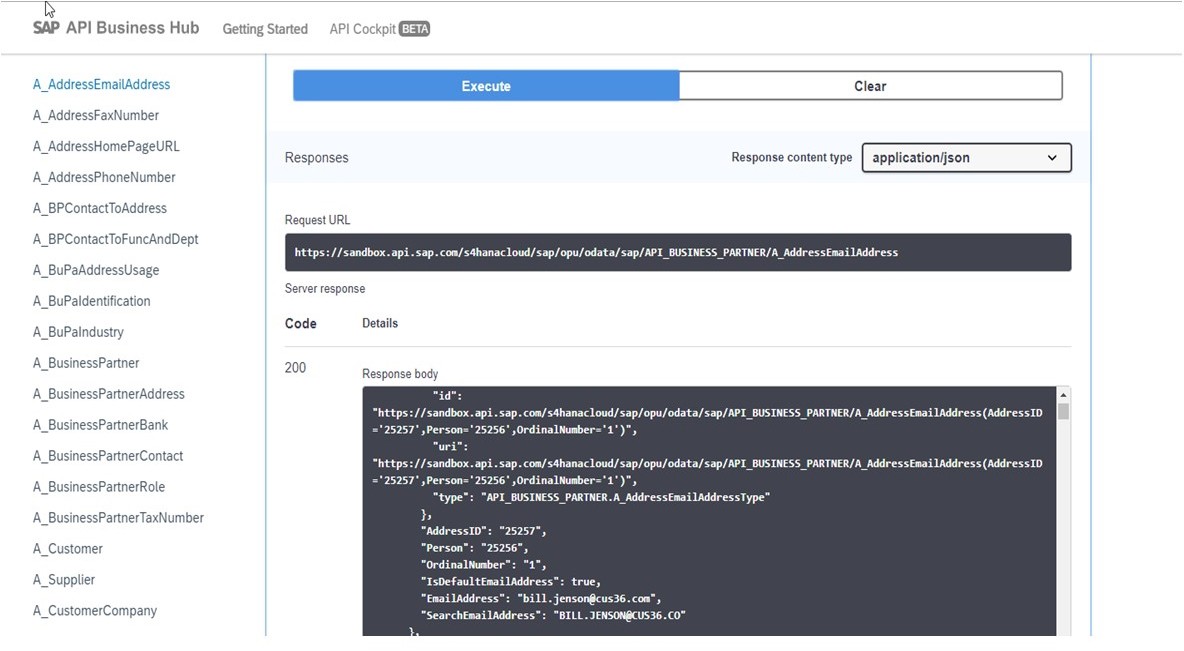 SAP API Business Hub Getting Started API Cockpit BETA
A_AddressEmailAddress
A_AddressFaxNumber
A_AddressHomePageURL
A_AddressPhoneNumber
A_BPContactToAddress
A_BPContactToFuncAndDept
A_BuPaAddressUsage
A_BuPaIdentification
A_BuPaIndustry
A_BusinessPartner
A_BusinessPartnerAddress
A_BusinessPartnerBank
A_BusinessPartnerContact
A_BusinessPartnerRole
A_BusinessPartnerTaxNumber
A_Customer
A_Supplier
A_CustomerCompany
Execute Clear
Responses Response content type application/json
Request URL
https://sandbox.api.sap.com/s4hanacloud/sap/opu/odata/sap/API_BUSINESS_PARTNER/A_AddressEmailAddress
Server response
Code Details
200 Response body
"id":
"https://sandbox.api.sap.com/s4hanacloud/sap/opu/odata/sap/API_BUSINESS_PARTNER/A_AddressEmailAddress(AddressID
='25257',Person='25256',OrdinalNumber='1')",
"uri":
"https://sandbox.api.sap.com/s4hanacloud/sap/opu/odata/sap/API_BUSINESS_PARTNER/A_AddressEmailAddress(AddressID
='25257',Person='25256',OrdinalNumber='1')",
"type": "API_BUSINESS_PARTNER.A_AddressEmailAddressType"
},
"AddressID": "25257",
"Person": "25256",
"OrdinalNumber": "1",
"IsDefaultEmailAddress": true,
"EmailAddress": "bill.jenson@cus36.com",
"SearchEmailAddress": "BILL.JENSON@CUS36.CO"
},